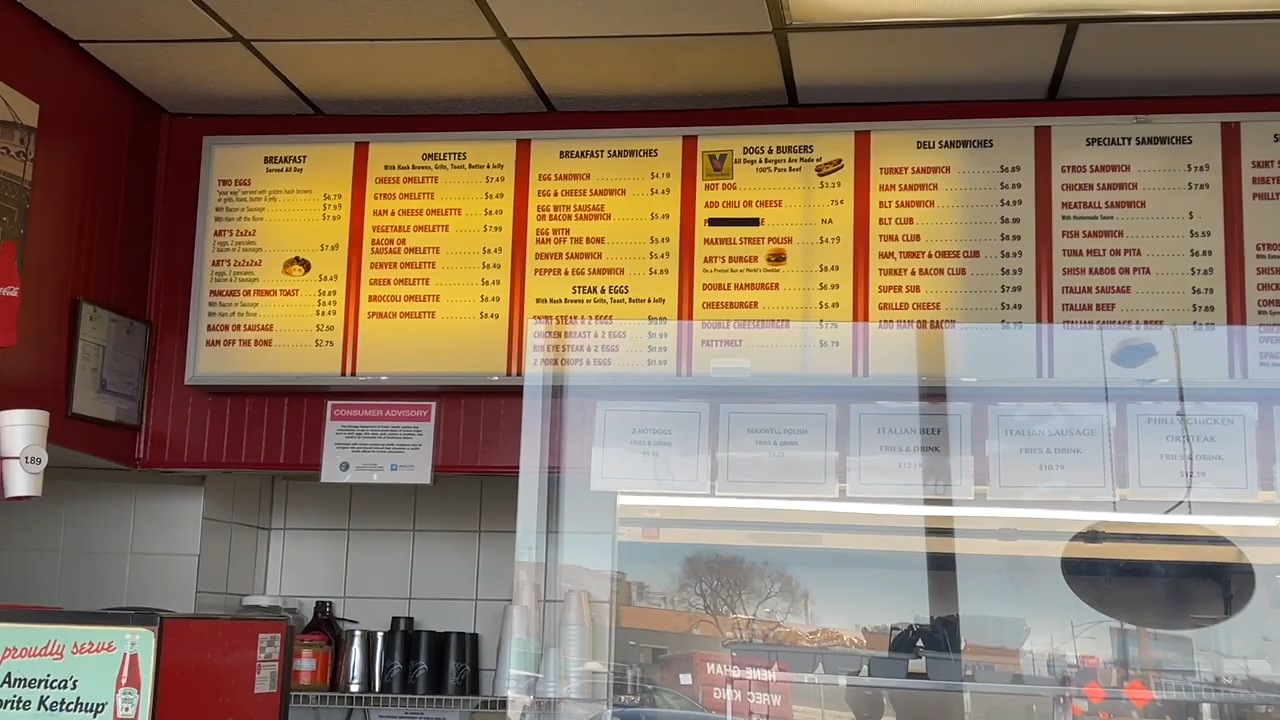 BREAKFAST
Served All Day
TWO EGGS
"your way" served with golden hash browns
or grits, toast, butter & jelly $6.79
With Bacon or Sausage $7.99
With Ham off the Bone $7.99
ART'S 2x2x2
2 eggs, 2 pancakes,
2 bacon or 2 sausages $7.99
ART'S 2x2x2x2
2 eggs, 2 pancakes,
2 bacon & 2 sausages $8.49
PANCAKES OR FRENCH TOAST $6.89
With Bacon or Sausage $8.49
With Ham off the Bone $8.49
BACON OR SAUSAGE $2.50
HAM OFF THE BONE $2.75
OMELETTES
With Hash Browns, Grits, Toast, Butter & Jelly
CHEESE OMELETTE $7.49
GYROS OMELETTE $8.49
HAM & CHEESE OMELETTE $8.49
VEGETABLE OMELETTE $7.99
BACON OR
SAUSAGE OMELETTE $8.49
DENVER OMELETTE $8.49
GREEK OMELETTE $8.49
BROCCOLI OMELETTE $8.49
SPINACH OMELETTE $8.49
BREAKFAST SANDWICHES
EGG SANDWICH $4.19
EGG & CHEESE SANDWICH $4.49
EGG WITH SAUSAGE
OR BACON SANDWICH $5.49
EGG WITH
HAM OFF THE BONE $5.49
DENVER SANDWICH $5.49
PEPPER & EGG SANDWICH $4.89
STEAK & EGGS
With Hash Browns or Grits, Toast, Butter & Jelly
SKIRT STEAK & 2 EGGS $19.99
CHICKEN BREAST & 2 EGGS $11.99
RIB EYE STEAK & 2 EGGS $11.99
2 PORK CHOPS & EGGS $11.99
DOGS & BURGERS
All Dogs & Burgers Are Made of
100% Pure Beef
HOT DOG $3.39
ADD CHILI OR CHEESE 75¢
P E NA
MAXWELL STREET POLISH $4.79
ART'S BURGER
On a Pretzel Bun w/ Merkt's Cheddar $8.49
DOUBLE HAMBURGER $6.99
CHEESEBURGER $5.49
DOUBLE CHEESEBURGER $7.79
PATTYMELT $6.79
DELI SANDWICHES
TURKEY SANDWICH $6.89
HAM SANDWICH $6.89
BLT SANDWICH $4.99
BLT CLUB $8.99
TUNA CLUB $8.99
HAM, TURKEY & CHEESE CLUB $8.99
TURKEY & BACON CLUB $8.99
SUPER SUB $7.99
GRILLED CHEESE $3.49
ADD HAM OR BACON
SPECIALTY SANDWICHES
GYROS SANDWICH $7.89
CHICKEN SANDWICH $7.89
MEATBALL SANDWICH
With Homemade Sauce $
FISH SANDWICH $5.59
TUNA MELT ON PITA $6.89
SHISH KABOB ON PITA $7.89
ITALIAN SAUSAGE $6.79
ITALIAN BEEF $7.89
ITALIAN SAUSAGE & BEEF
CONSUMER ADVISORY
2-HOTDOGS
FRIES & DRINK
MAXWELL POLISH
FRIES & DRINK
ITALIAN BEEF
FRIES & DRINK
$12.19
ITALIAN SAUSAGE
FRIES & DRINK
$10.79
PHILLY CHICKEN
OR STEAK
FRIES & DRINK
189
proudly serve
America's
rite Ketchup
HEINZ